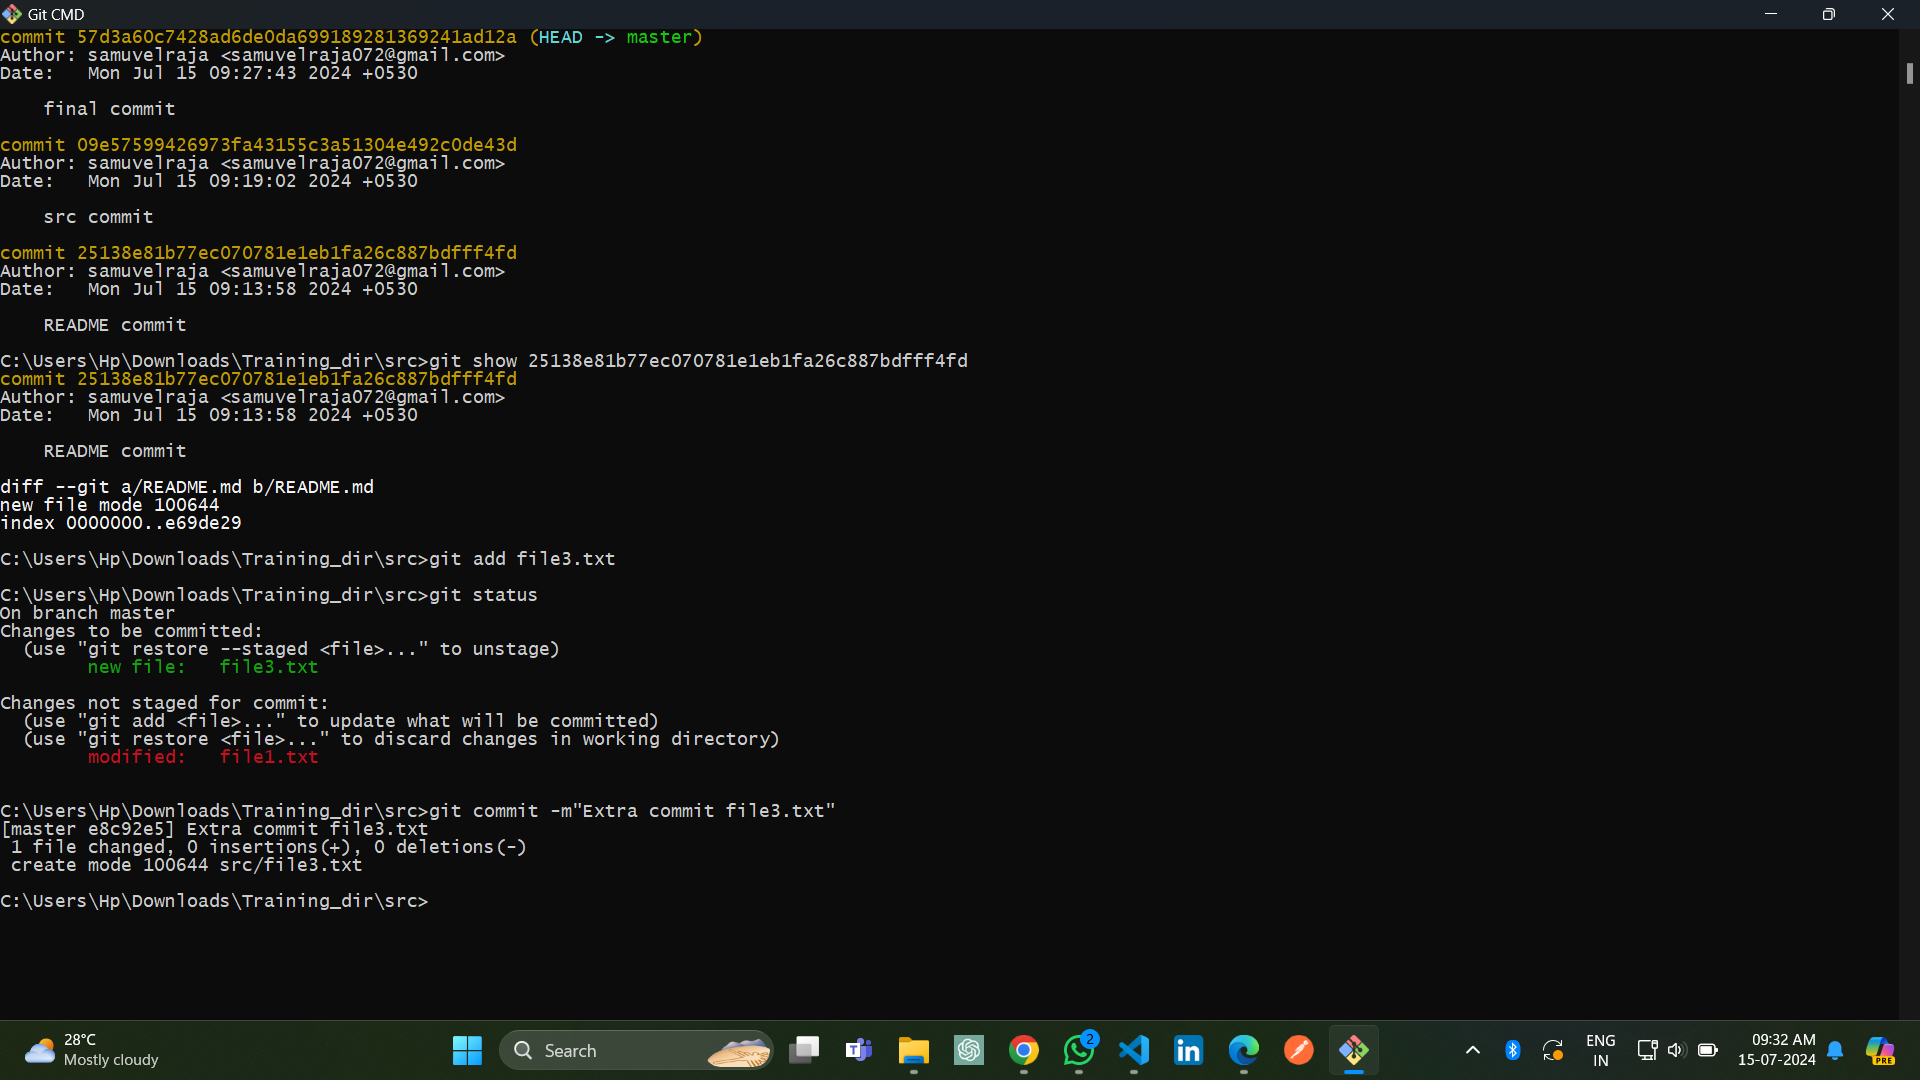 Git CMD
commit 57d3a60c7428ad6de0da699189281369241ad12a (HEAD -> master)
Author: samuvelraja <samuvelraja072@gmail.com>
Date:   Mon Jul 15 09:27:43 2024 +0530
    final commit
commit 09e57599426973fa43155c3a51304e492c0de43d
Author: samuvelraja <samuvelraja072@gmail.com>
Date:   Mon Jul 15 09:19:02 2024 +0530
    src commit
commit 25138e81b77ec070781e1eb1fa26c887bdfff4fd
Author: samuvelraja <samuvelraja072@gmail.com>
Date:   Mon Jul 15 09:13:58 2024 +0530
    README commit
C:\Users\Hp\Downloads\Training_dir\src>git show 25138e81b77ec070781e1eb1fa26c887bdfff4fd
commit 25138e81b77ec070781e1eb1fa26c887bdfff4fd
Author: samuvelraja <samuvelraja072@gmail.com>
Date:   Mon Jul 15 09:13:58 2024 +0530
    README commit
diff --git a/README.md b/README.md
new file mode 100644
index 0000000..e69de29
C:\Users\Hp\Downloads\Training_dir\src>git add file3.txt
C:\Users\Hp\Downloads\Training_dir\src>git status
On branch master
Changes to be committed:
  (use "git restore --staged <file>..." to unstage)
        new file:   file3.txt
Changes not staged for commit:
  (use "git add <file>..." to update what will be committed)
  (use "git restore <file>..." to discard changes in working directory)
        modified:   file1.txt
C:\Users\Hp\Downloads\Training_dir\src>git commit -m"Extra commit file3.txt"
[master e8c92e5] Extra commit file3.txt
 1 file changed, 0 insertions(+), 0 deletions(-)
 create mode 100644 src/file3.txt
C:\Users\Hp\Downloads\Training_dir\src>
28°C
Mostly cloudy
Search
2
ENG
IN
09:32 AM
15-07-2024
PRE